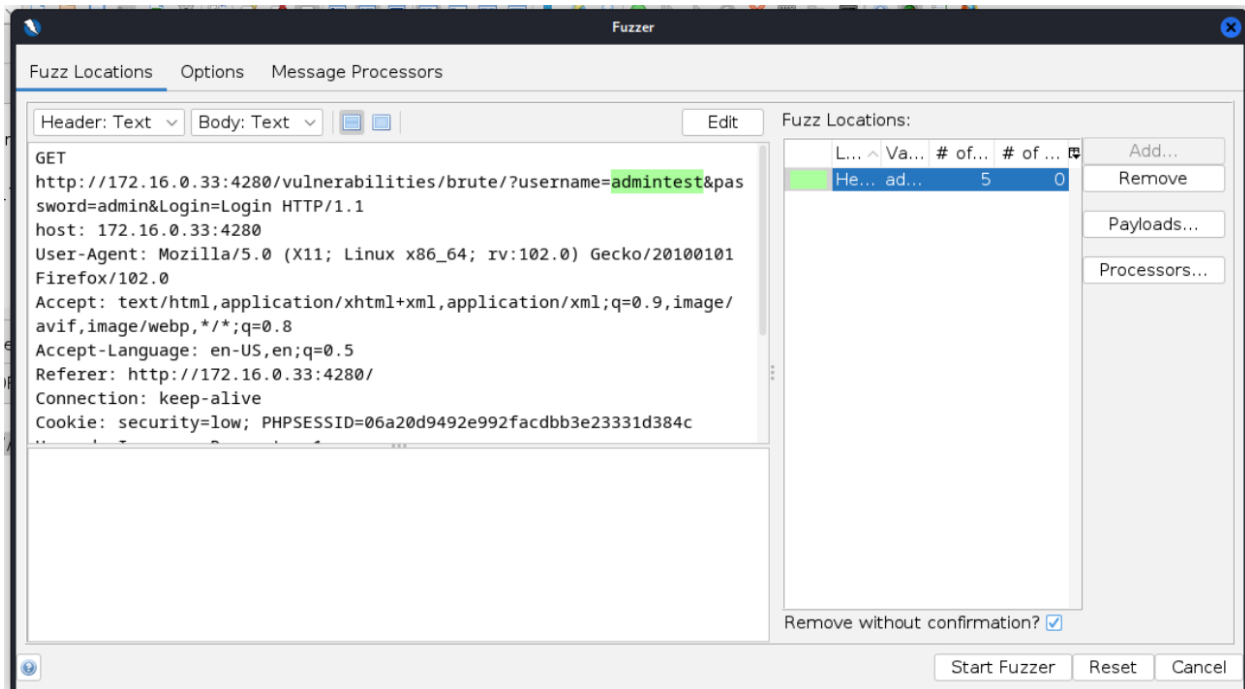 Fuzzer
Fuzz Locations Options Message Processors
Header: Text Body: Text Edit
GET
http://172.16.0.33:4280/vulnerabilities/brute/?username=admintest&pas
sword=admin&Login=Login HTTP/1.1
host: 172.16.0.33:4280
User-Agent: Mozilla/5.0 (X11; Linux x86_64; rv:102.0) Gecko/20100101
Firefox/102.0
Accept: text/html,application/xhtml+xml,application/xml;q=0.9,image/
avif,image/webp,*/*;q=0.8
Accept-Language: en-US,en;q=0.5
Referer: http://172.16.0.33:4280/
Connection: keep-alive
Cookie: security=low; PHPSESSID=06a20d9492e992facdbb3e23331d384c
Fuzz Locations:
L... Va... # of... # of ...
He... ad... 5 0
Add...
Remove
Payloads...
Processors...
Remove without confirmation?
Start Fuzzer Reset Cancel